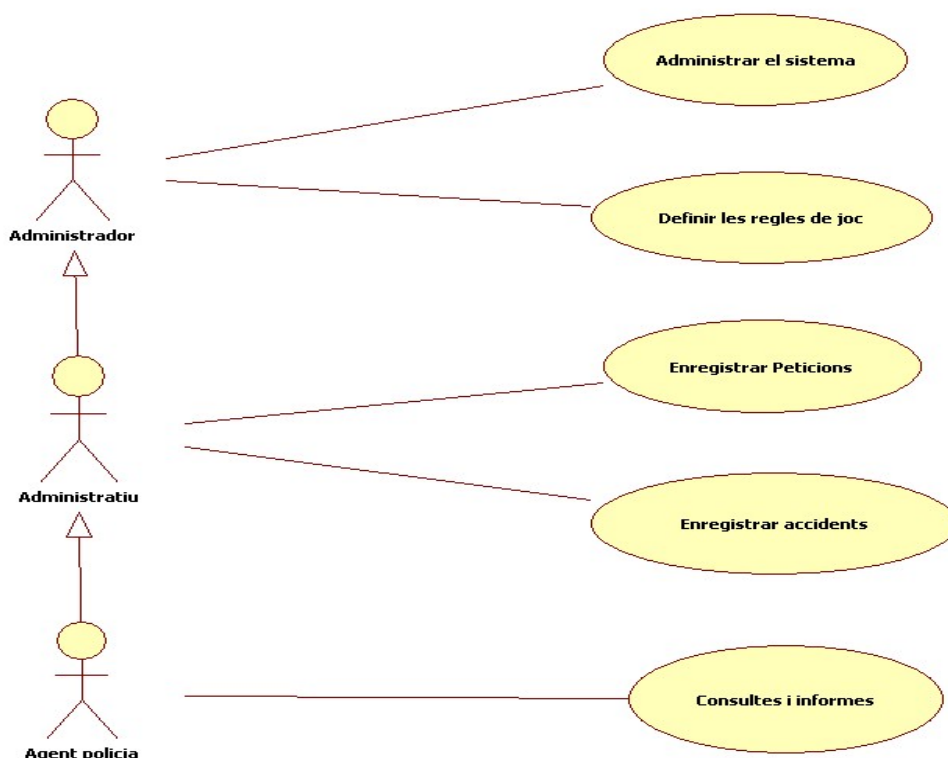 Administrar el sistema
Administrador
Definir les regles de joc
Enregistrar Peticions
Administratiu
Enregistrar accidents
Consultes i informes
Agent policia